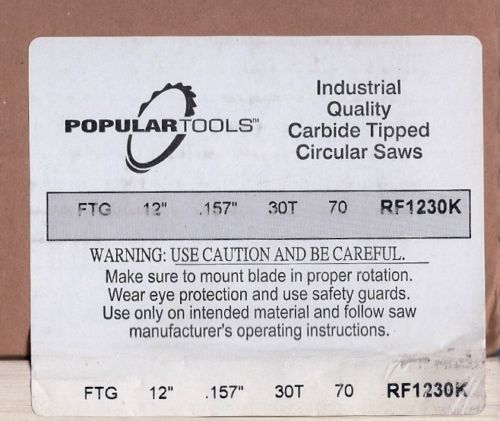 POPULARTOOLS™
Industrial
Quality
Carbide Tipped
Circular Saws
FTG 12" .157" 30T 70 RF1230K
WARNING: USE CAUTION AND BE CAREFUL.
Make sure to mount blade in proper rotation.
Wear eye protection and use safety guards.
Use only on intended material and follow saw
manufacturer's operating instructions.
FTG 12" .157" 30T 70 RF1230K